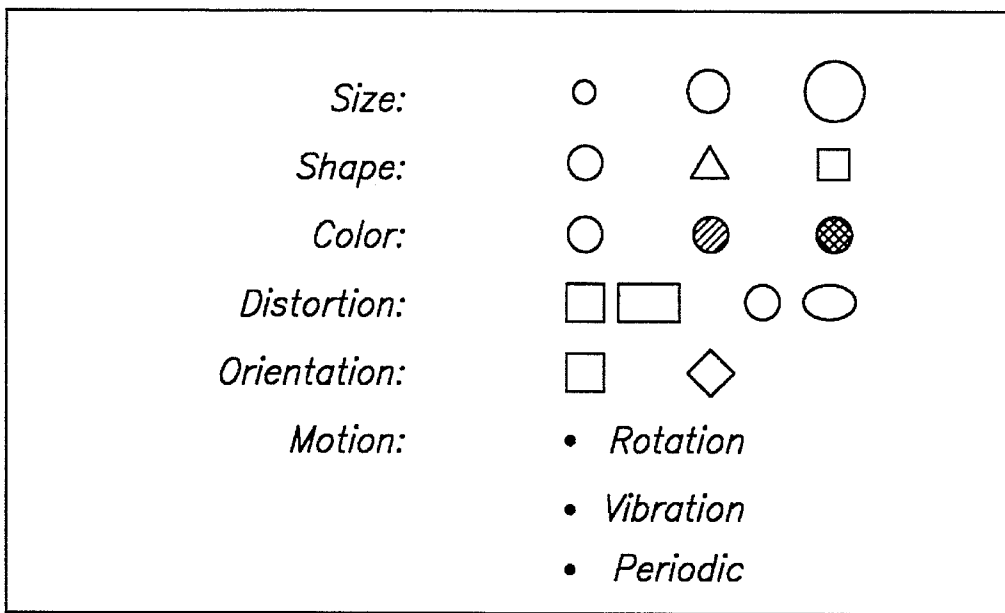 Size:
Shape:
Color:
Distortion:
Orientation:
Motion: • Rotation
• Vibration
• Periodic